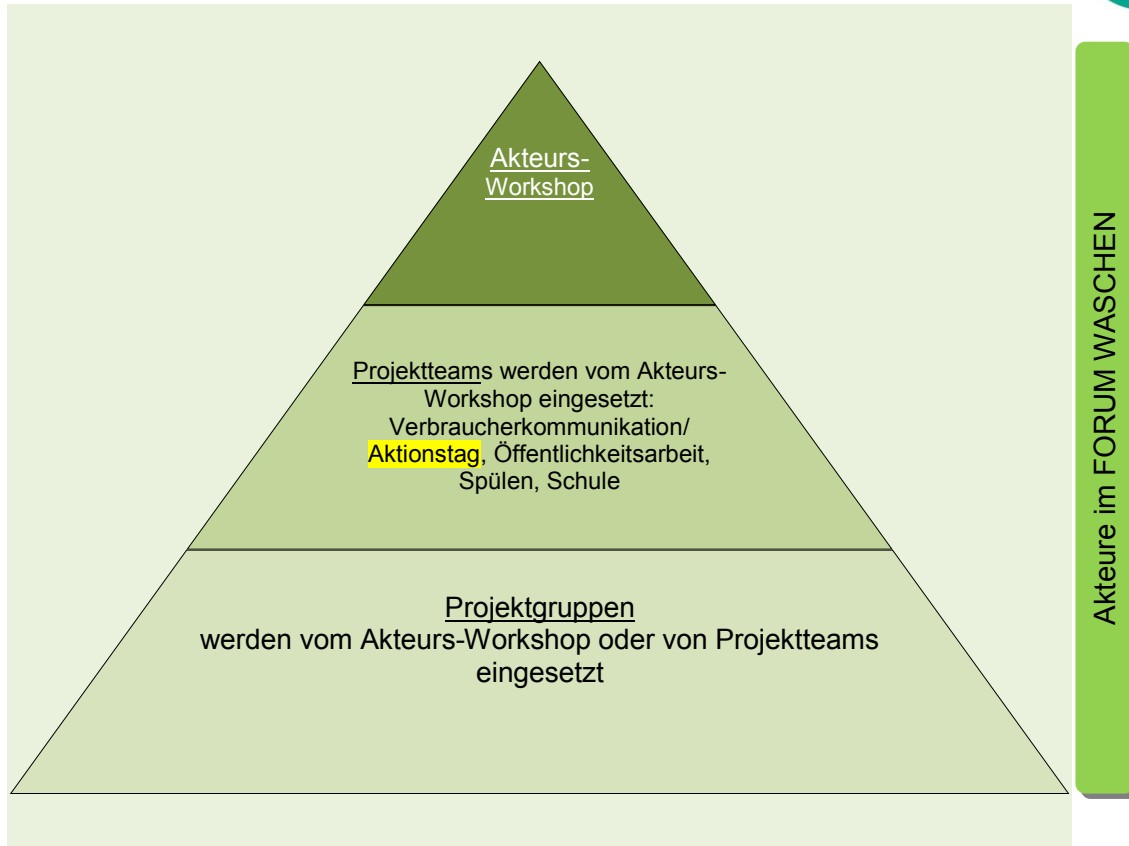 Akteurs-
Workshop
Projektteams werden vom Akteurs-
Workshop eingesetzt:
Verbraucherkommunikation/
Aktionstag, Öffentlichkeitsarbeit,
Spülen, Schule
Projektgruppen
werden vom Akteurs-Workshop oder von Projektteams
eingesetzt
Akteure im FORUM WASCHEN